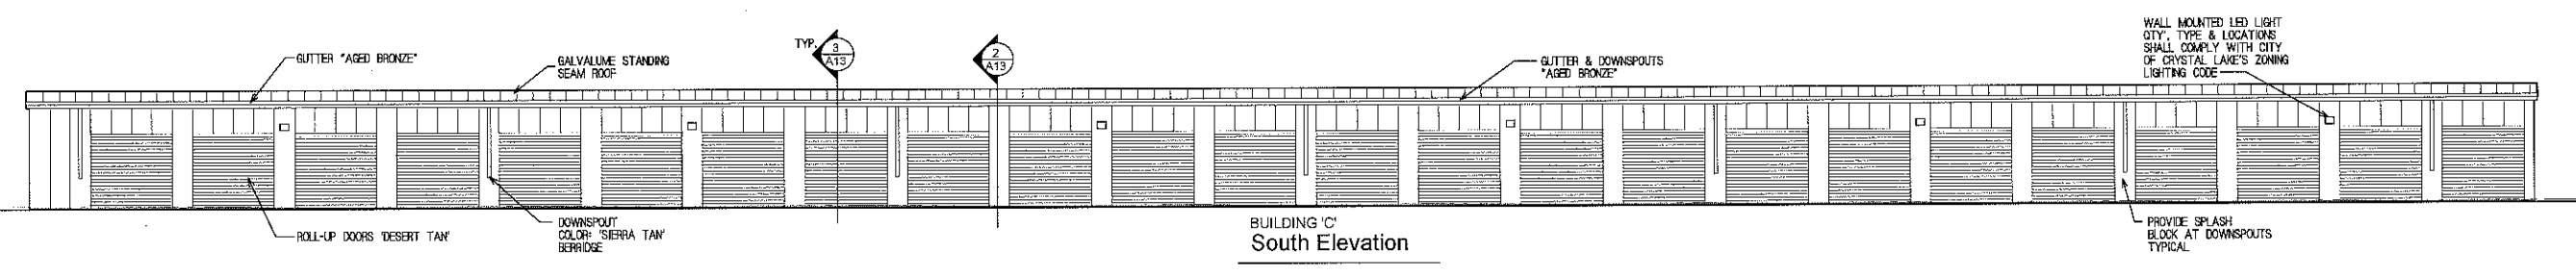 GUTTER "AGED BRONZE"
GALVALUME STANDING
SEAM ROOF
TYP.
3
A13
2
A13
GUTTER & DOWNSPOUTS
"AGED BRONZE"
WALL MOUNTED LED LIGHT
QTY', TYPE & LOCATIONS
SHALL COMPLY WITH CITY
OF CRYSTAL LAKE'S ZONING
LIGHTING CODE
ROLL-UP DOORS 'DESERT TAN'
DOWNSPOUT
COLOR: 'SIERRA TAN'
BERRIDGE
BUILDING 'C'
South Elevation
PROVIDE SPLASH
BLOCK AT DOWNSPOUTS
TYPICAL